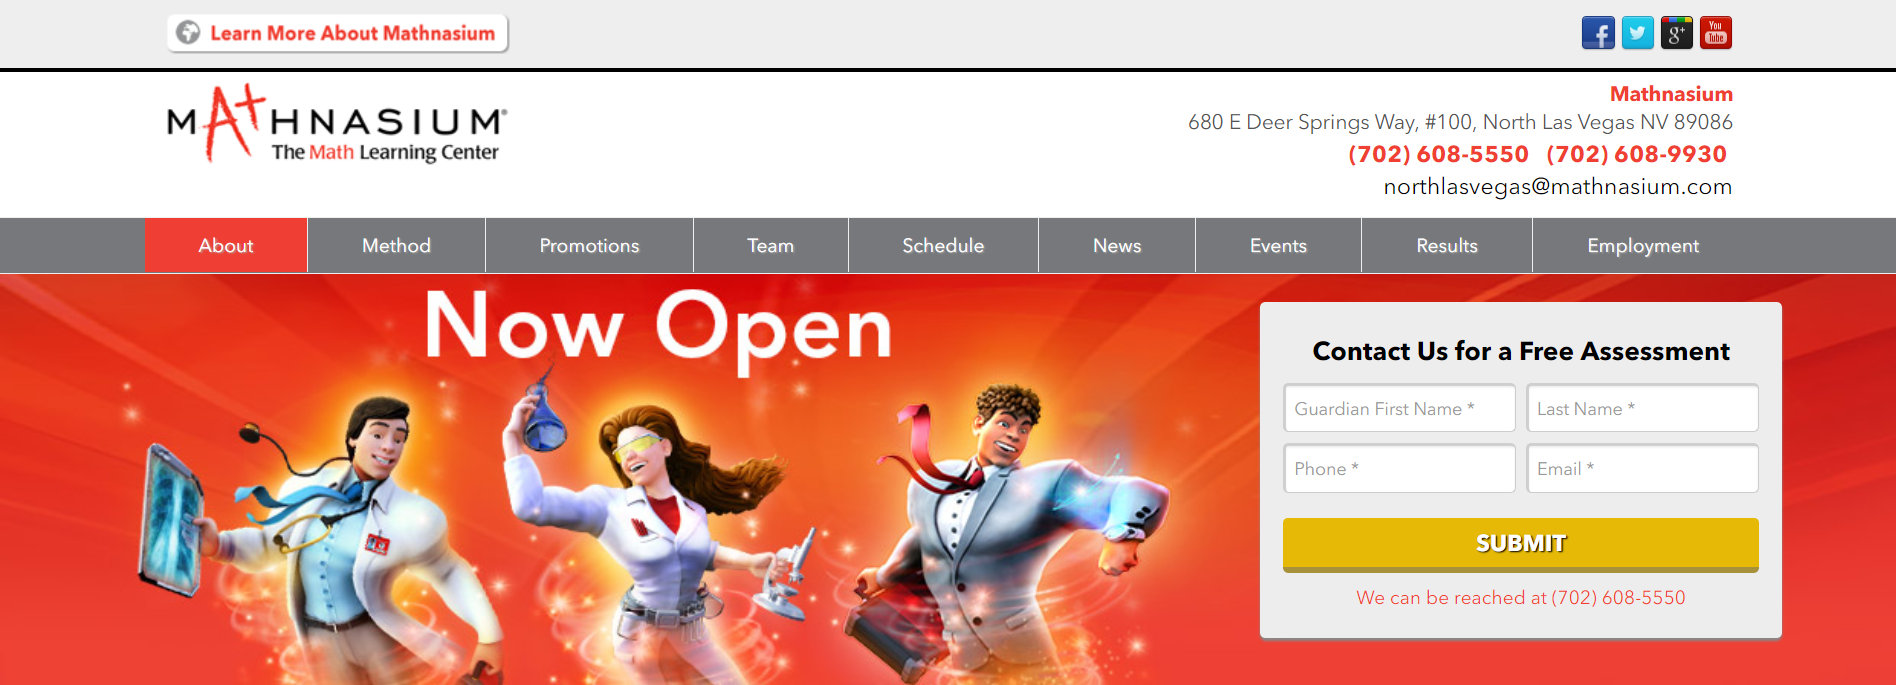 Learn More About Mathnasium
f
g+
You
Tube
MATHNASIUM®
The Math Learning Center
Mathnasium
680 E Deer Springs Way, #100, North Las Vegas NV 89086
(702) 608-5550 (702) 608-9930
northlasvegas@mathnasium.com
About Method Promotions Team Schedule News Events Results Employment
Now Open
Contact Us for a Free Assessment
Guardian First Name * Last Name *
Phone * Email *
SUBMIT
We can be reached at (702) 608-5550